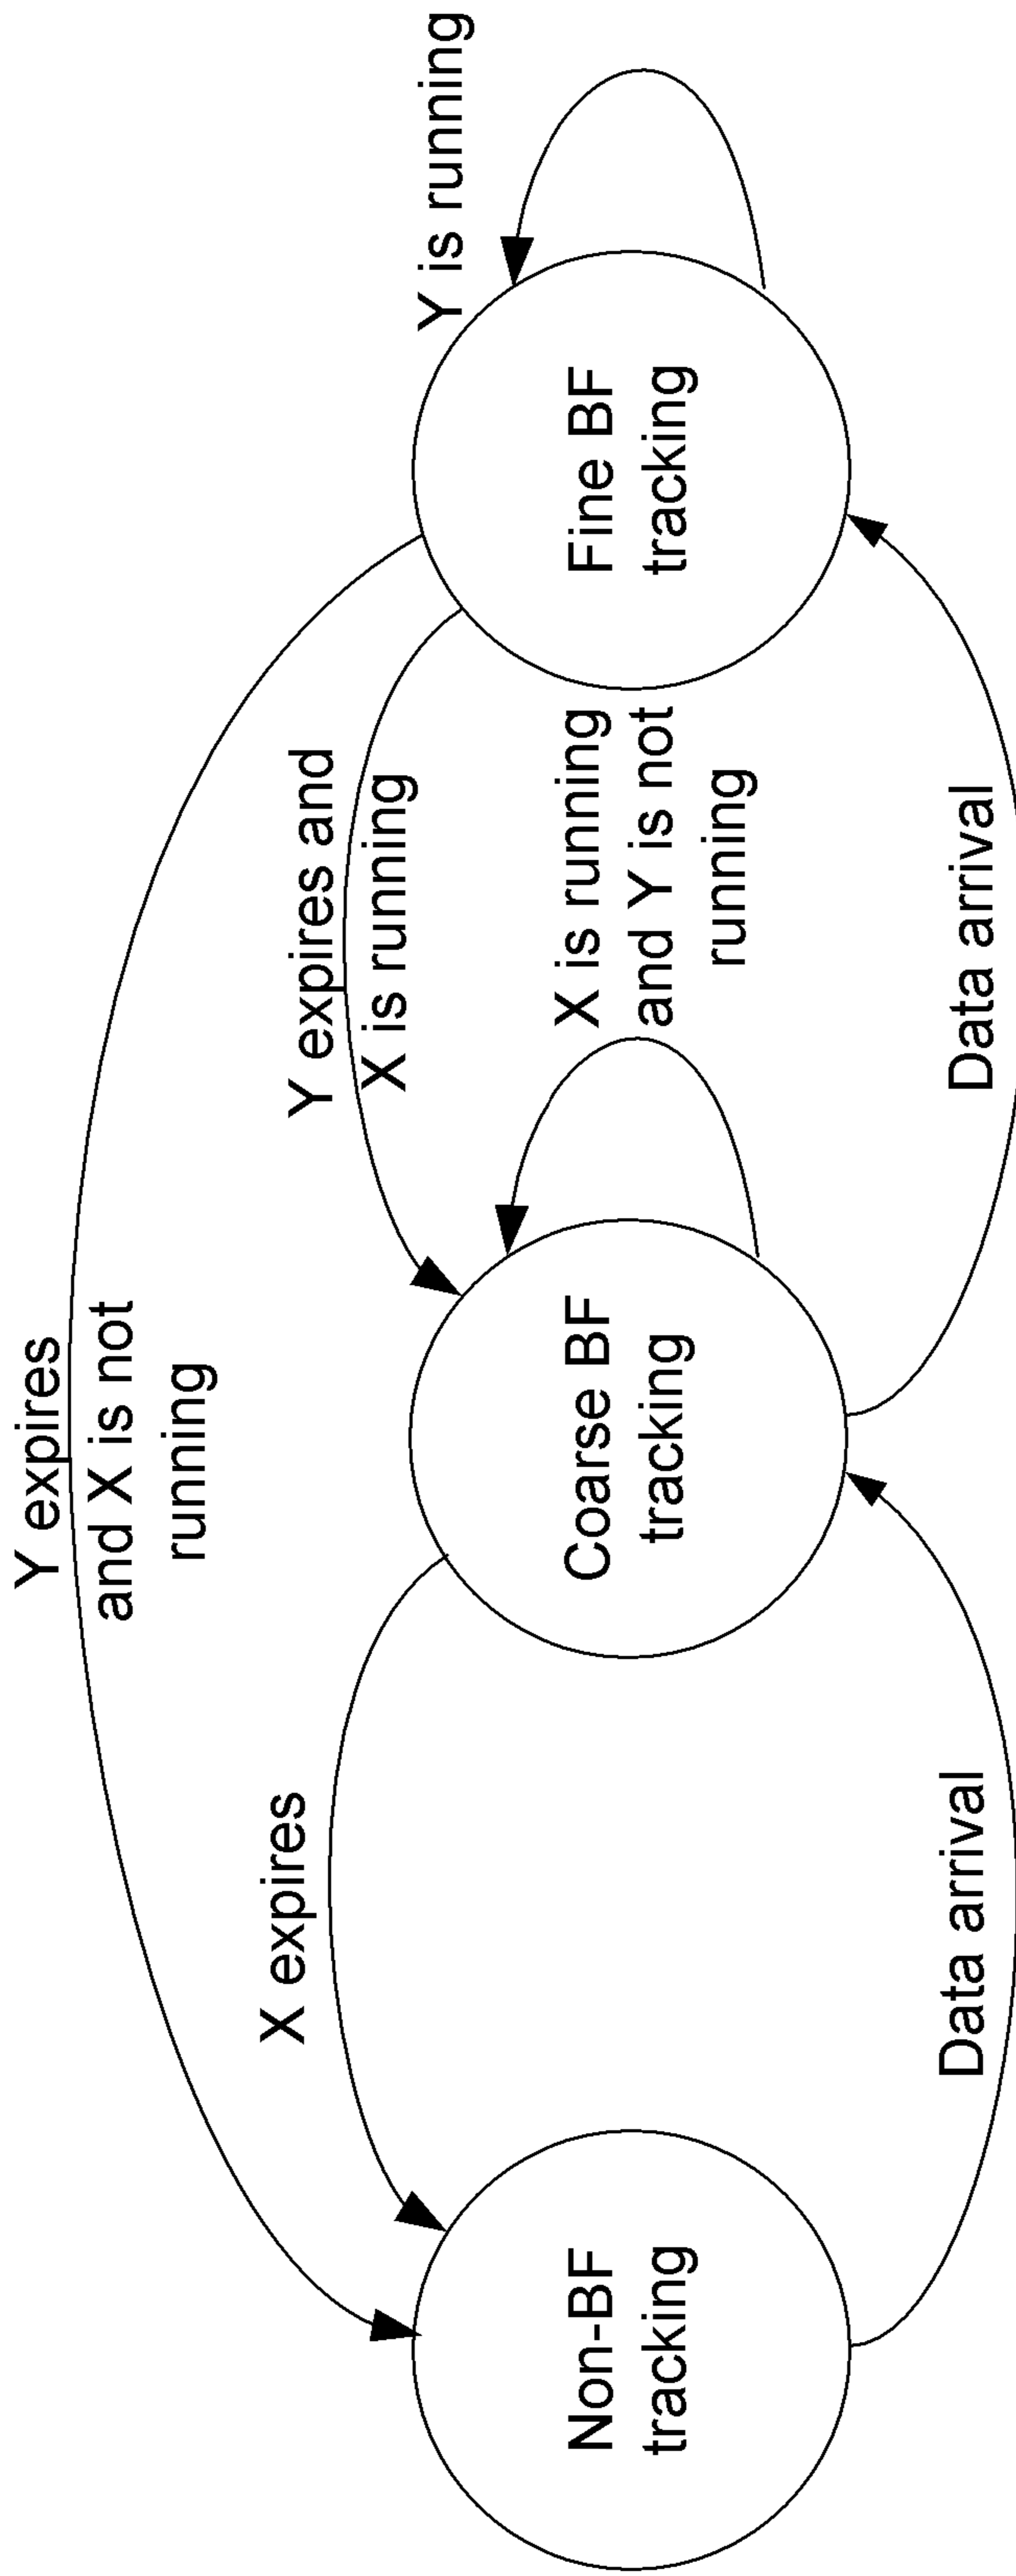 Y expires
and X is not
running
Y expires and
X is running
X expires
Y is running
Non-BF
tracking
Coarse BF
tracking
X is running
and Y is not
running
Fine BF
tracking
Data arrival
Data arrival